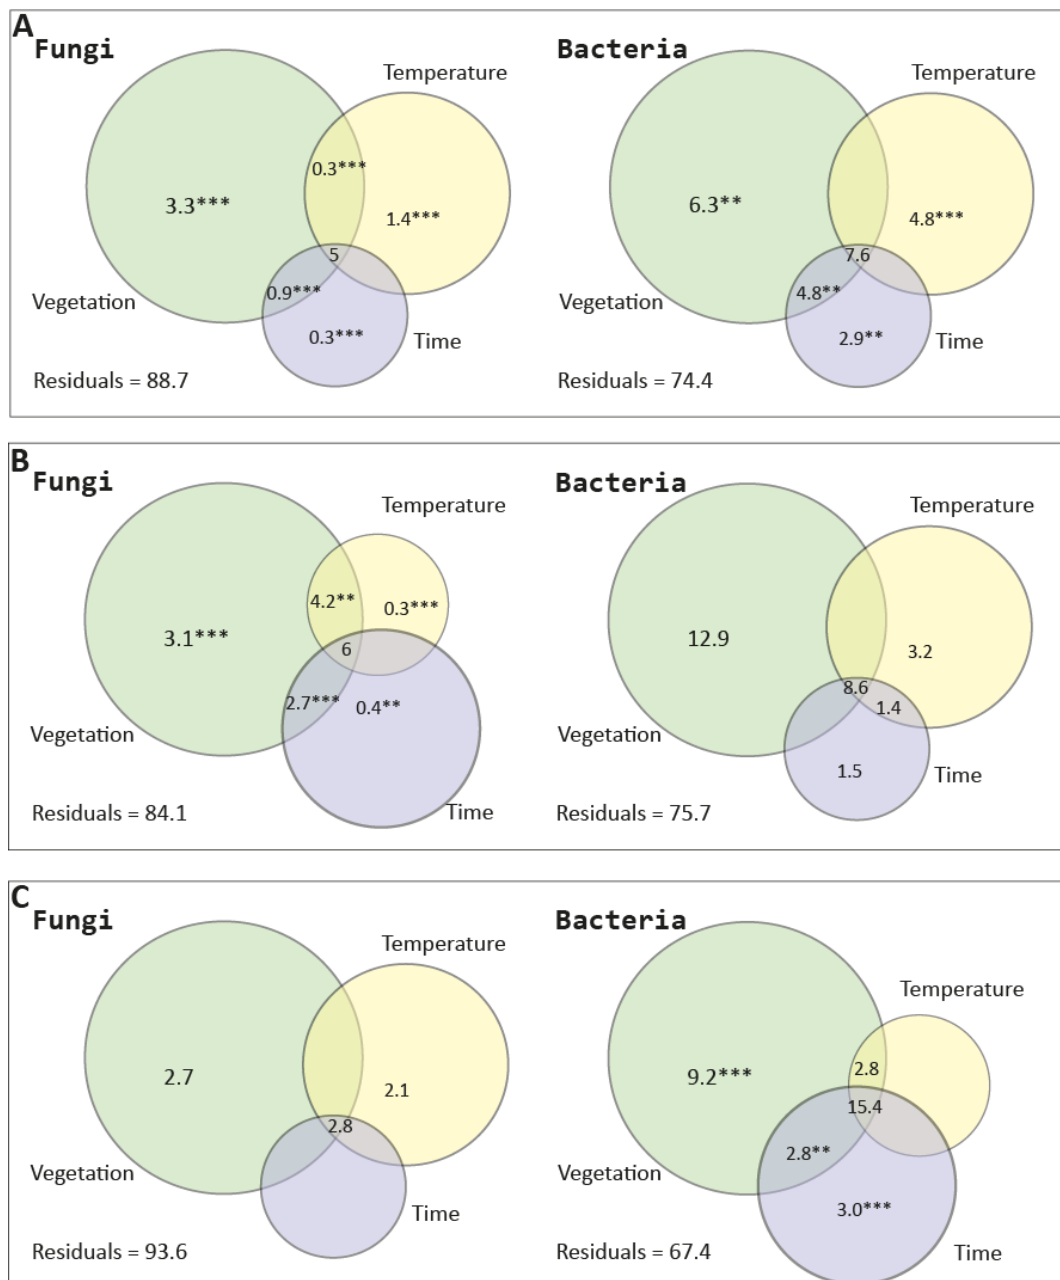 A
Fungi
Temperature
0.3***
3.3***
1.4***
5
0.9***
Vegetation
0.3***
Time
Residuals = 88.7
Bacteria
Temperature
6.3**
4.8***
7.6
4.8**
Vegetation
2.9**
Time
Residuals = 74.4
B
Fungi
Temperature
4.2**
0.3***
3.1***
6
2.7***
0.4**
Vegetation
Time
Residuals = 84.1
Bacteria
Temperature
12.9
3.2
8.6
1.4
Vegetation
1.5
Time
Residuals = 75.7
C
Fungi
Temperature
2.7
2.1
2.8
Vegetation
Time
Residuals = 93.6
Bacteria
Temperature
2.8
9.2***
15.4
2.8**
Vegetation
3.0***
Time
Residuals = 67.4